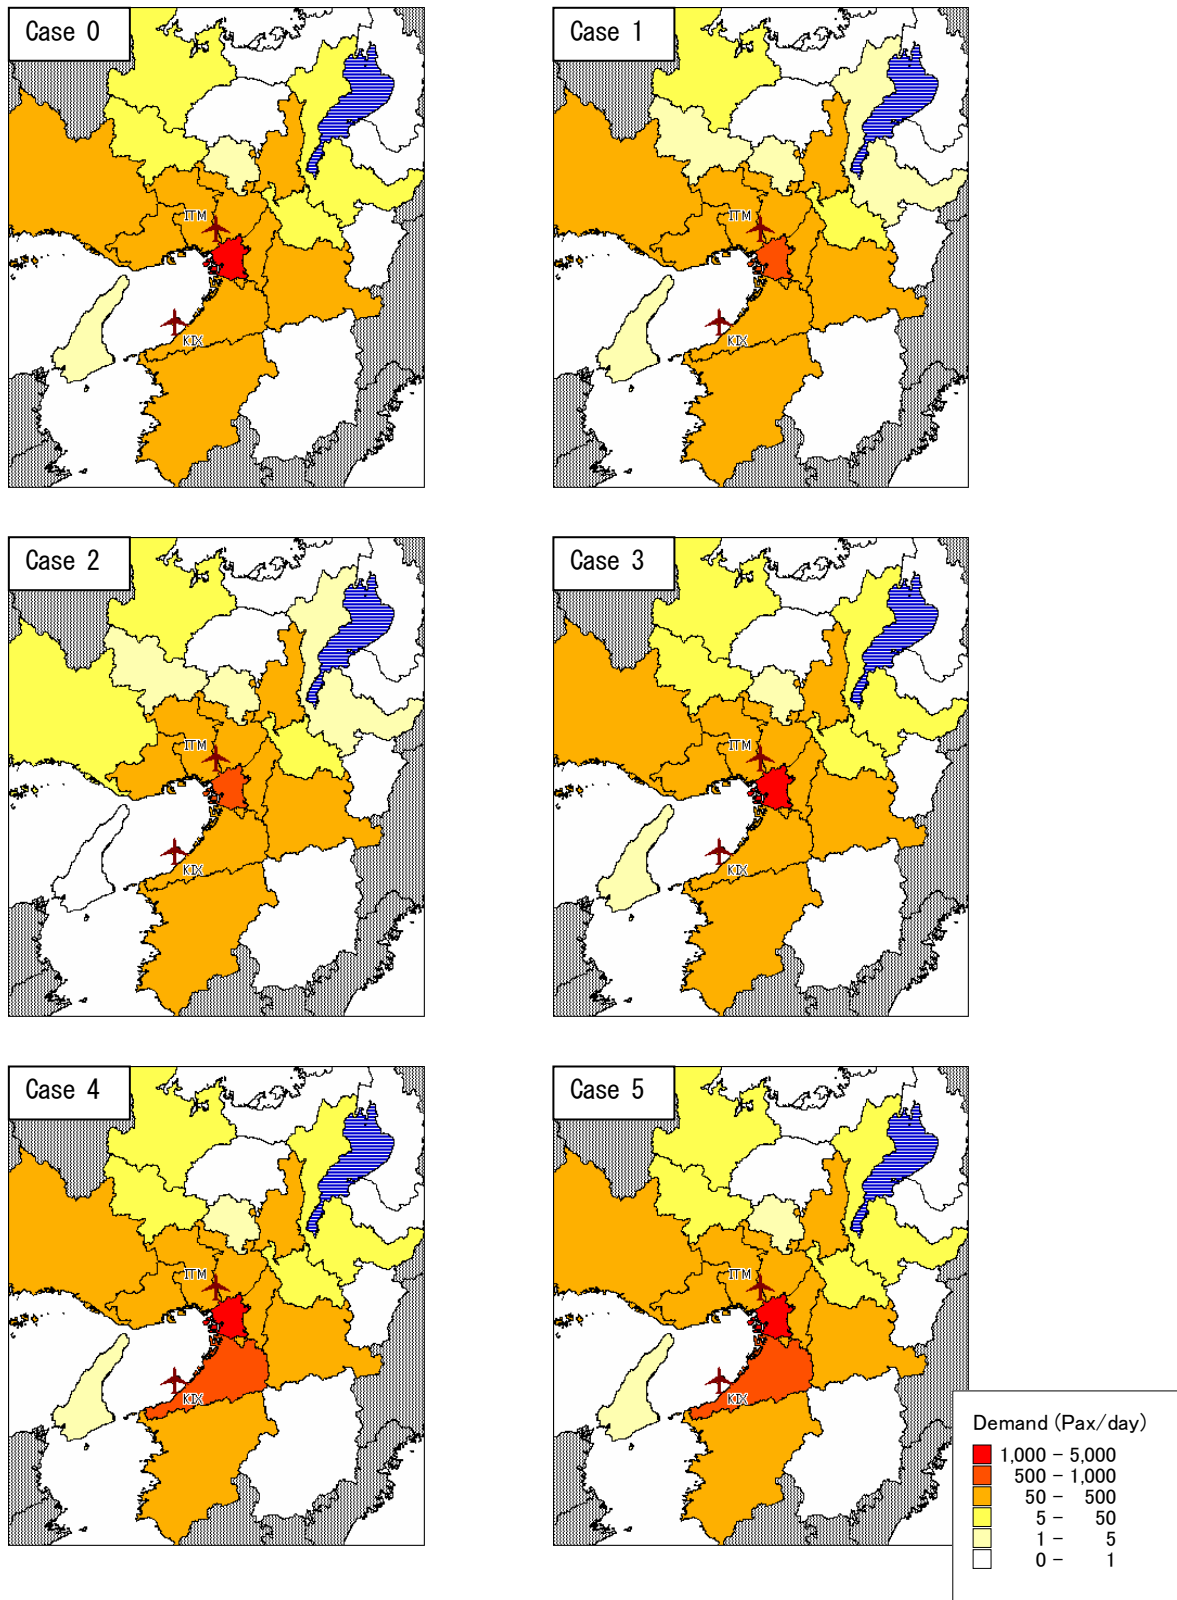 Case 0
ITM
KIX
Case 1
ITM
KIX
Case 2
ITM
KIX
Case 3
ITM
KIX
Case 4
ITM
KIX
Case 5
ITM
KIX
Demand (Pax/day)
1,000 - 5,000
500 - 1,000
50 - 500
5 - 50
1 - 5
0 - 1